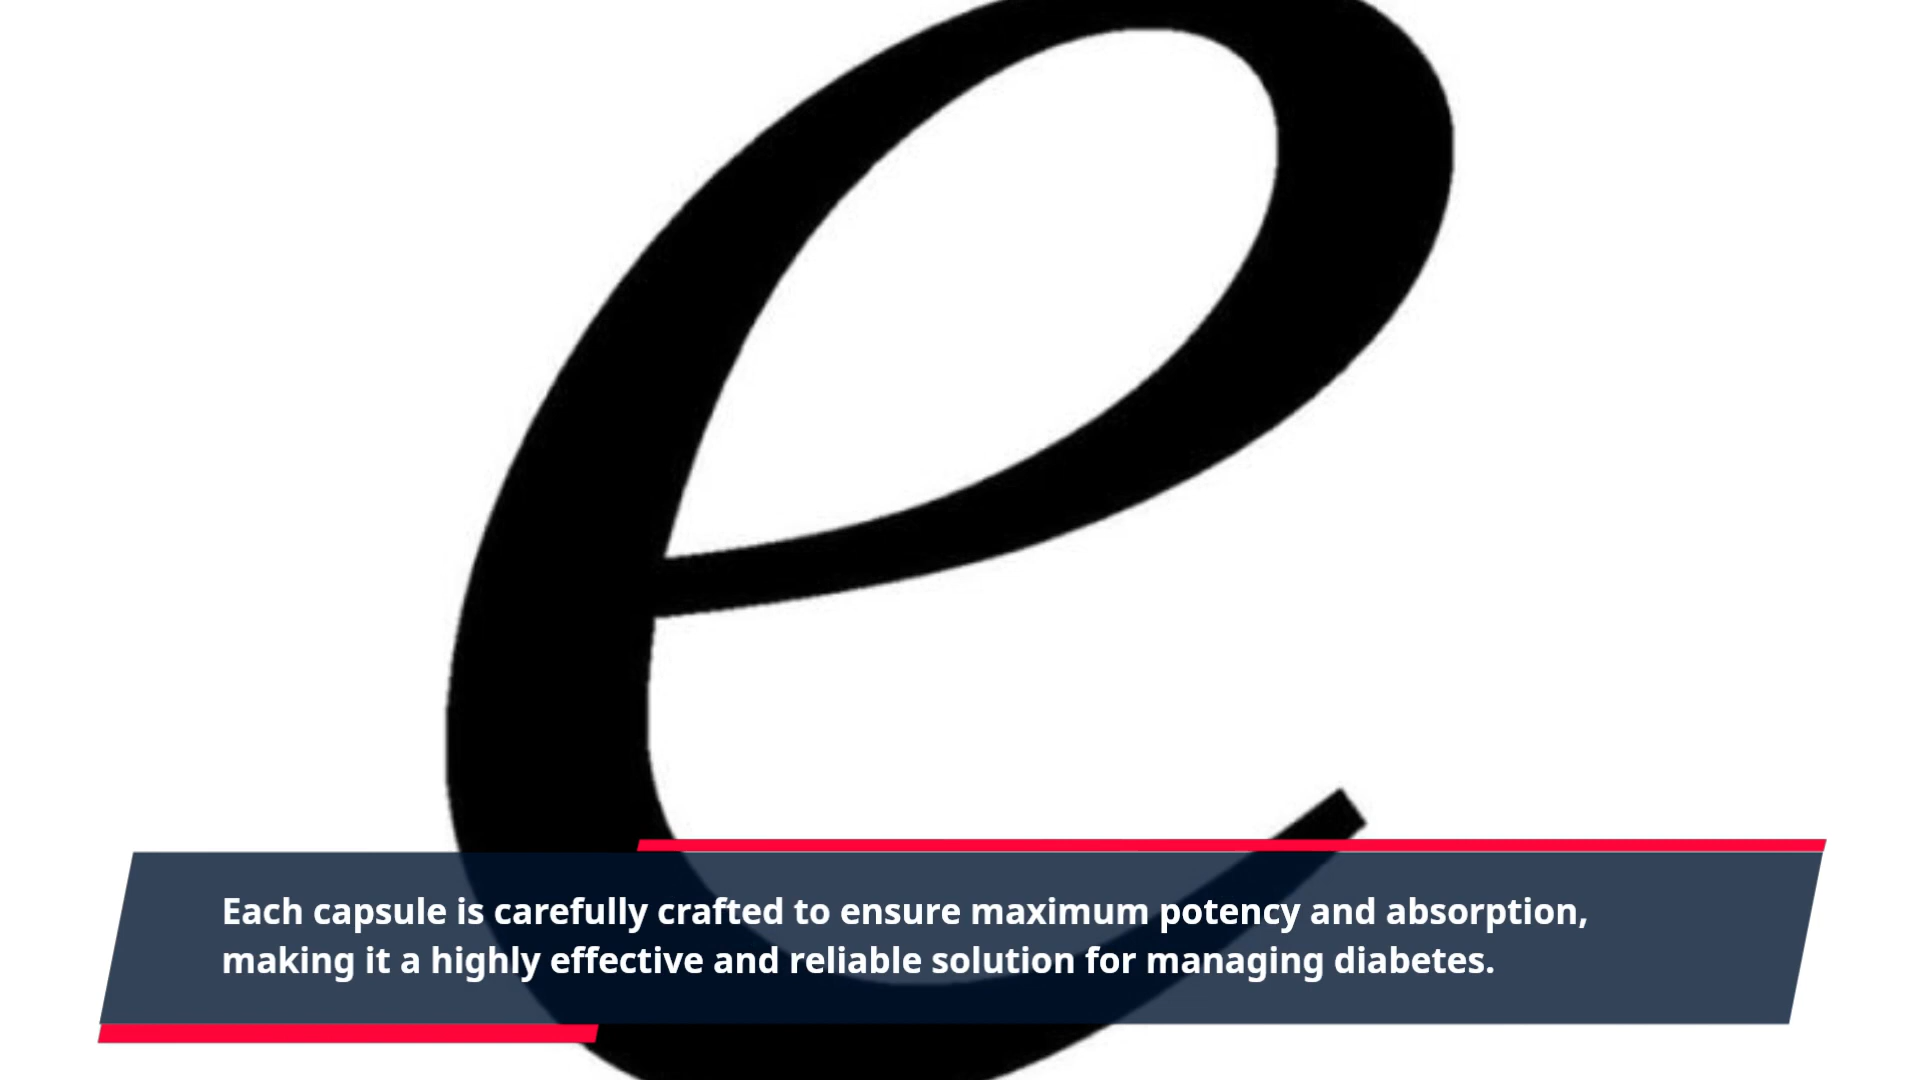 e
Each capsule is carefully crafted to ensure maximum potency and absorption,
making it a highly effective and reliable solution for managing diabetes.